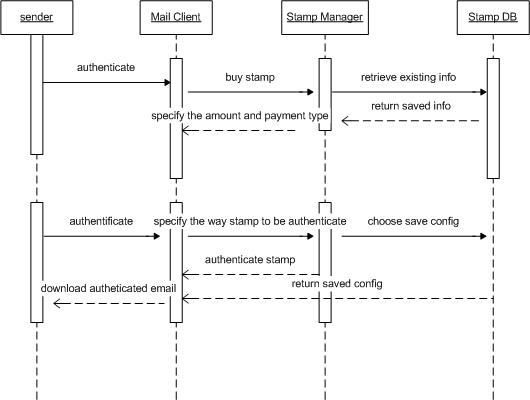 sender
Mail Client
Stamp Manager
Stamp DB
authenticate
buy stamp
retrieve existing info
return saved info
specify the amount and payment type
authentificate
specify the way stamp to be authenticate
choose save config
authenticate stamp
return saved config
download autheticated email